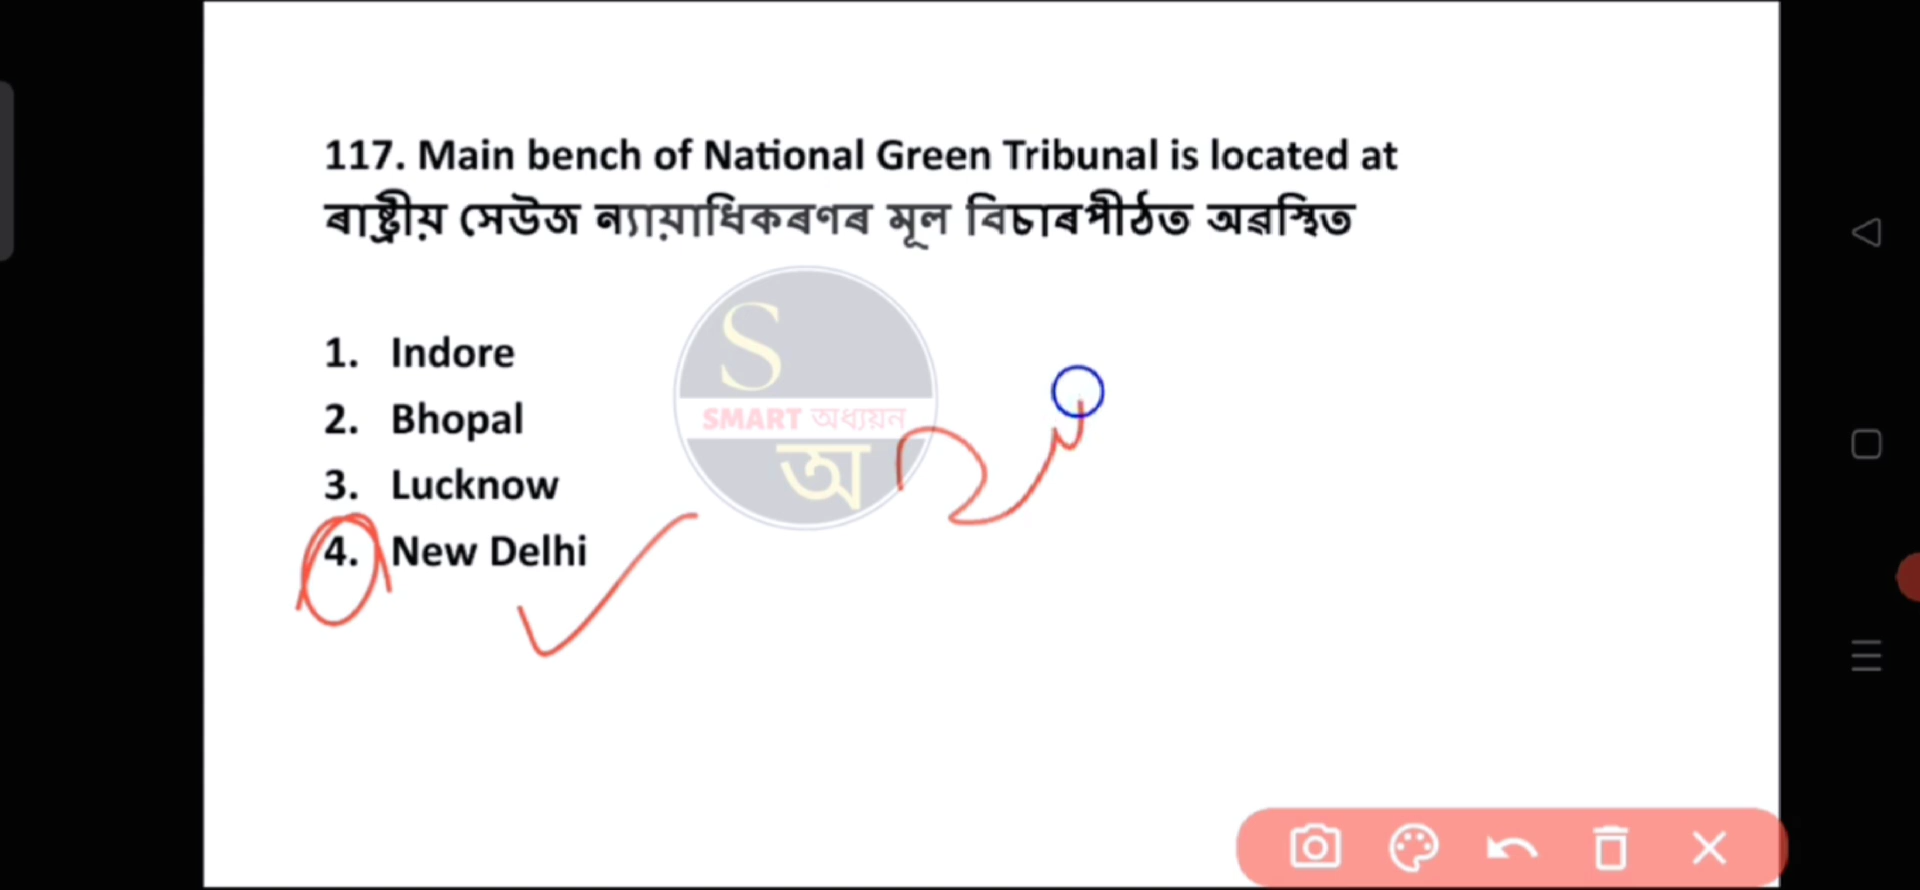 117. Main bench of National Green Tribunal is located at
ৰাষ্ট্ৰীয় সেউজ ন্যায়াধিকৰণৰ মূল বিচাৰপীঠত অৱস্থিত
1. Indore
2. Bhopal
3. Lucknow
4. New Delhi
S
SMART অধ্যয়ন
অ